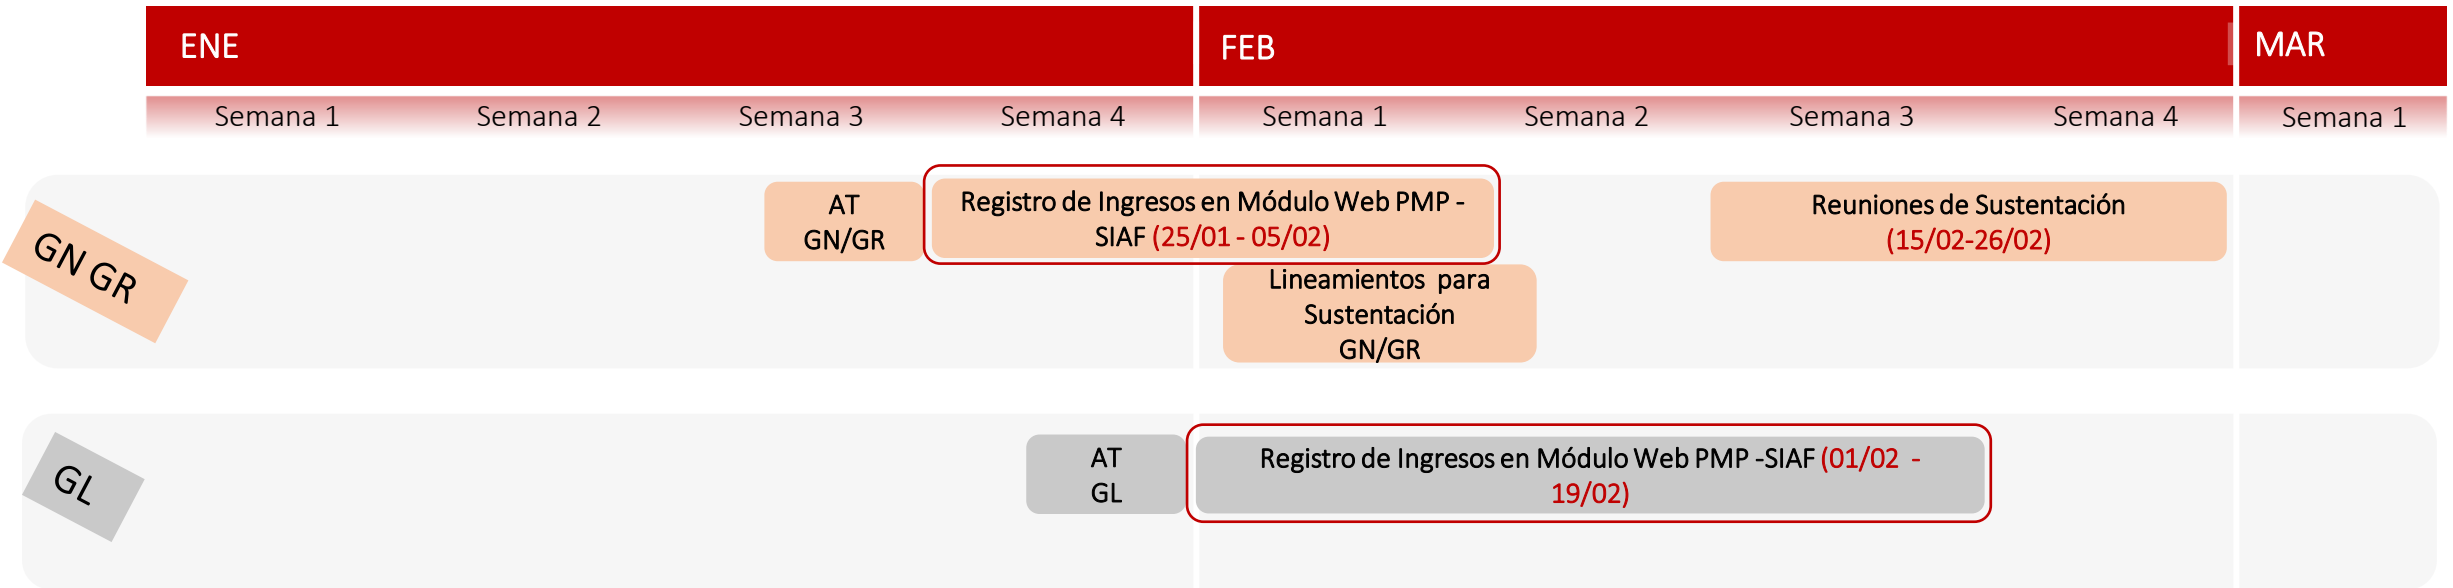 ENE
FEB
MAR
Semana 1
Semana 2
Semana 3
Semana 4
Semana 1
Semana 2
Semana 3
Semana 4
Semana 1
GN GR
AT
GN/GR
Registro de Ingresos en Módulo Web PMP -
SIAF (25/01 - 05/02)
Lineamientos para
Sustentación
GN/GR
Reuniones de Sustentación
(15/02-26/02)
GL
AT
GL
Registro de Ingresos en Módulo Web PMP -SIAF (01/02 -
19/02)